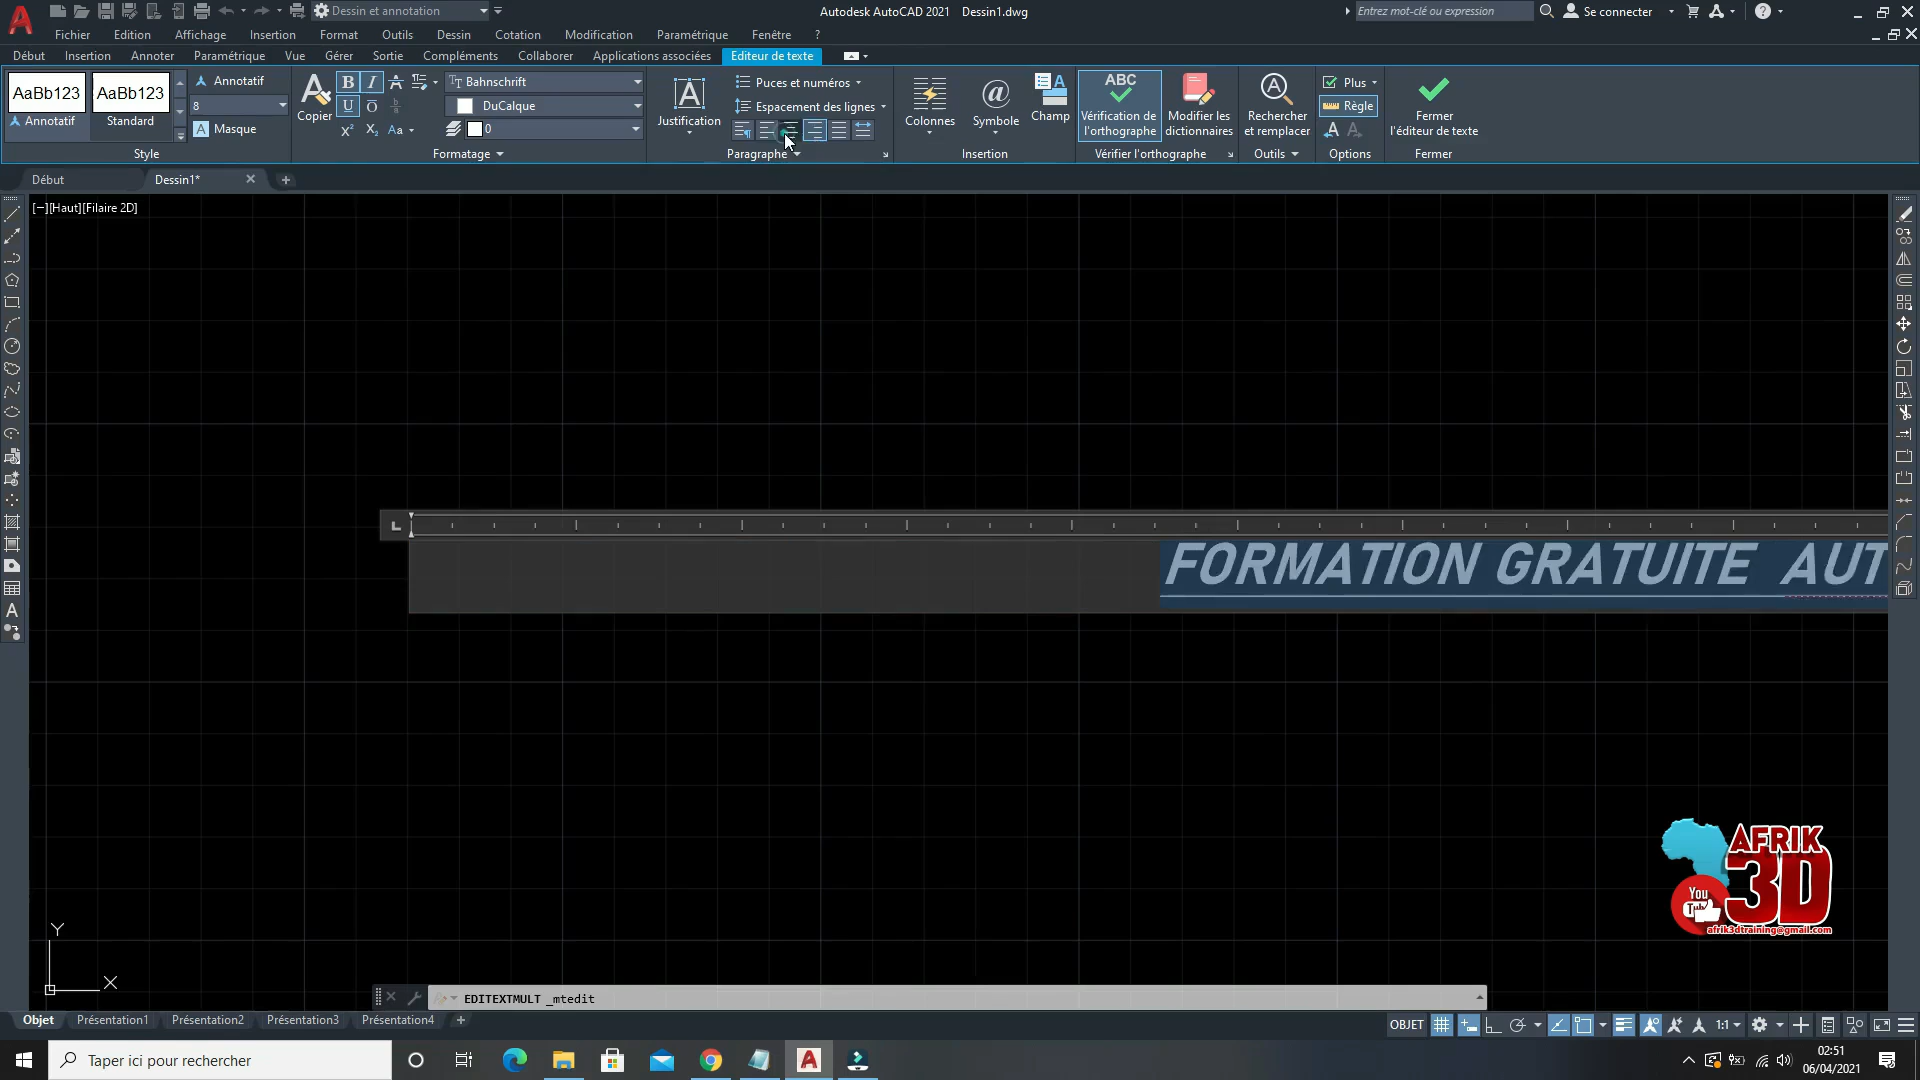 Dessin et annotation
Autodesk AutoCAD 2021 Dessin1.dwg
Entrez mot-clé ou expression
Se connecter
Fichier Edition Affichage Insertion Format Outils Dessin Cotation Modification Paramétrique Fenêtre ?
Début Insertion Annoter Paramétrique Vue Gérer Sortie Compléments Collaborer Applications associées Editeur de texte
AaBb123 AaBb123
Annotatif
Standard
Annotatif
8
Masque
Style
Copier
B I
U O
Aa
Bahnschrift
DuCalque
0
Formatage
Justification
Puces et numéros
Espacement des lignes
Paragraphe
Colonnes
Symbole
Champ
Insertion
ABC
Vérification de
l'orthographe
Modifier les
dictionnaires
Vérifier l'orthographe
Rechercher
et remplacer
Outils
Plus
Règle
Options
Fermer
l'éditeur de texte
Fermer
Début Dessin1*
[−][Haut][Filaire 2D]
FORMATION GRATUITE AUT
Y
X
AFRIK
3D
You
Tube
afrik3dtraining@gmail.com
EDITEXTMULT _mtedit
Objet Présentation1 Présentation2 Présentation3 Présentation4
OBJET
1:1
Taper ici pour rechercher
02:51
06/04/2021